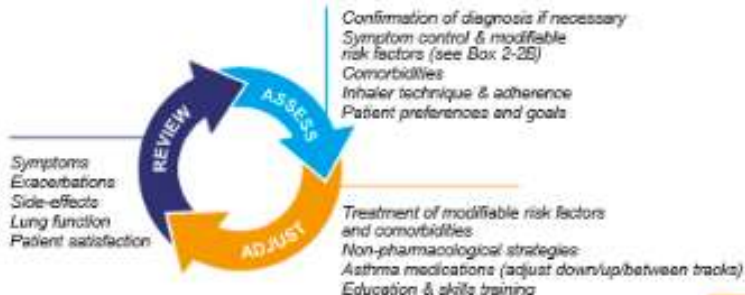 Confirmation of diagnosis if necessary
Symptom control & modifiable
risk factors (see Box 2-2B)
Comorbidities
Inhaler technique & adherence
Patient preferences and goals
REVIEW
ASSESS
ADJUST
Symptoms
Exacerbations
Side-effects
Lung function
Patient satisfaction
Treatment of modifiable risk factors
and comorbidities
Non-pharmacological strategies
Asthma medications (adjust down/up/between tracks)
Education & skills training